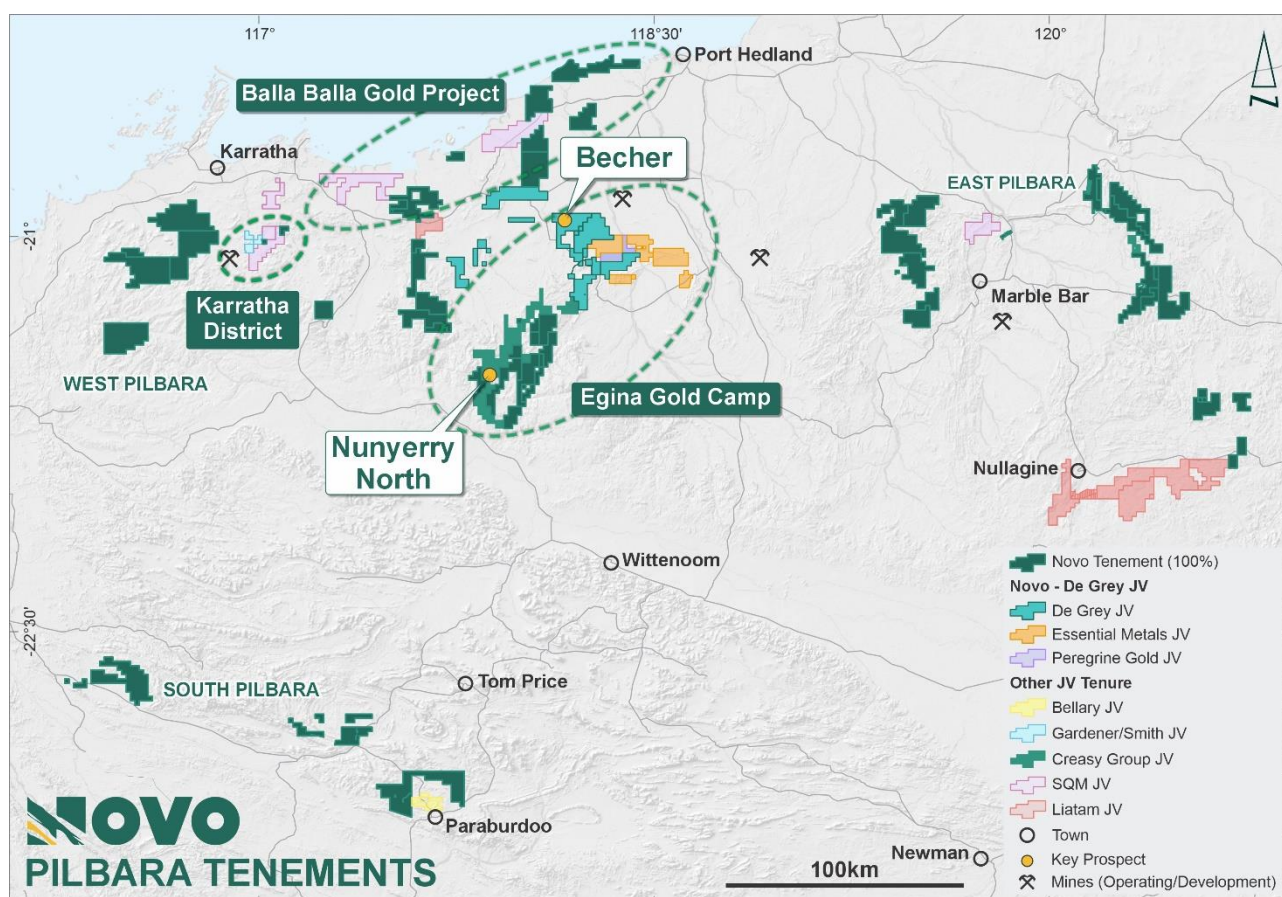 117°
118°30'
120°
Port Hedland
Balla Balla Gold Project
Karratha
Becher
EAST PILBARA
-21°
Karratha
District
Marble Bar
WEST PILBARA
Egina Gold Camp
Nunyerry
North
Nullagine
Wittenoom
-22°30'
SOUTH PILBARA
Tom Price
Paraburdoo
Newman
Novo Tenement (100%)
Novo - De Grey JV
De Grey JV
Essential Metals JV
Peregrine Gold JV
Other JV Tenure
Bellary JV
Gardener/Smith JV
Creasy Group JV
SQM JV
Liatam JV
Town
Key Prospect
Mines (Operating/Development)
NOVO
PILBARA TENEMENTS
100km
N